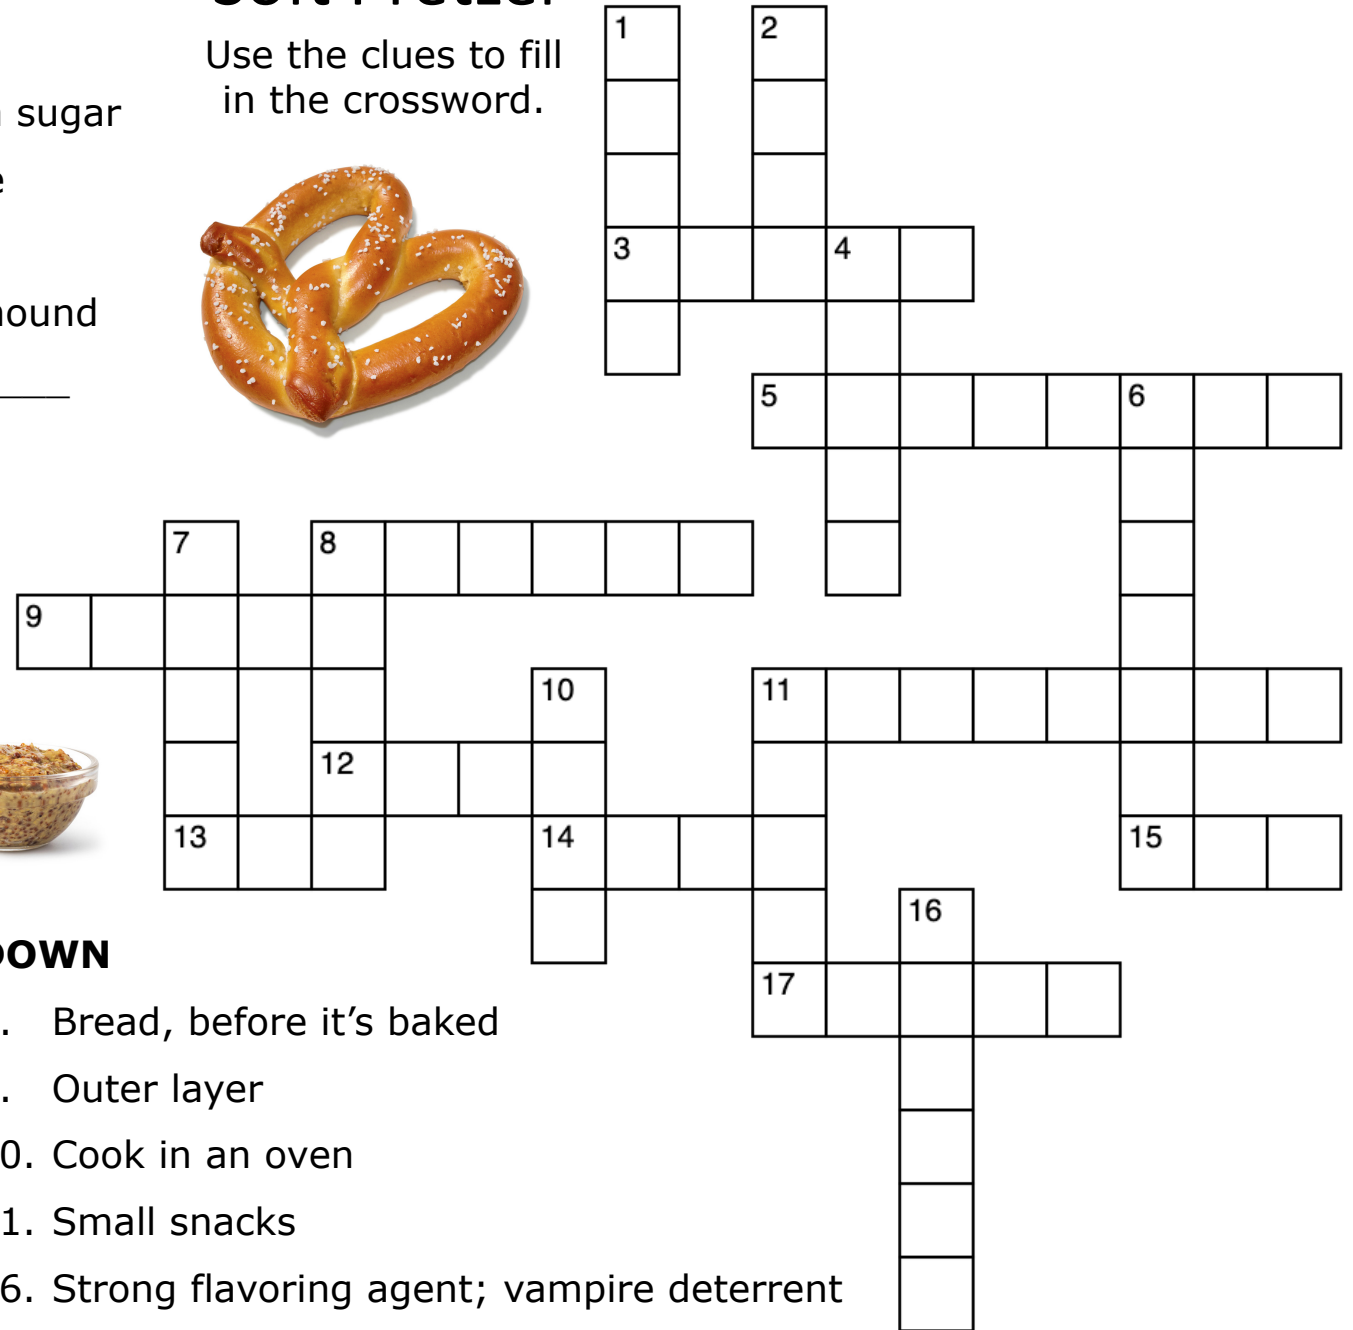 Soft Pretzel
Use the clues to fill
in the crossword.
sugar
1
2
3
4
5
6
7
8
9
10
11
12
13
14
15
16
17
DOWN
. Bread, before it’s baked
. Outer layer
0. Cook in an oven
1. Small snacks
6. Strong flavoring agent; vampire deterrent